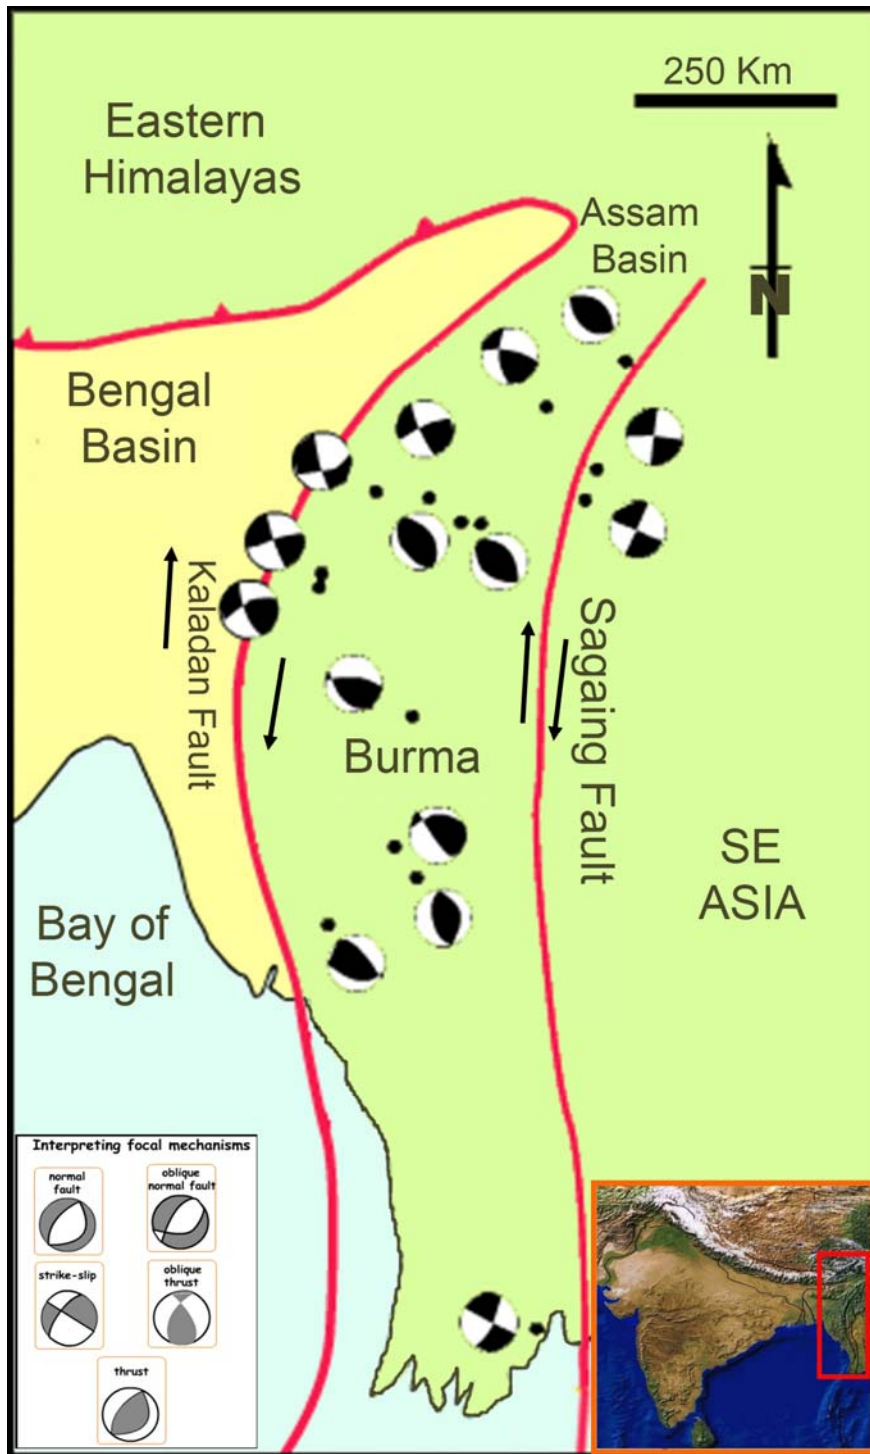 250 Km
Eastern
Himalayas
Assam
Basin
N
Bengal
Basin
Kaladan Fault
Sagaing Fault
Burma
SE
ASIA
Bay of
Bengal
Interpreting focal mechanisms
normal
fault
oblique
normal fault
strike-slip
oblique
thrust
thrust